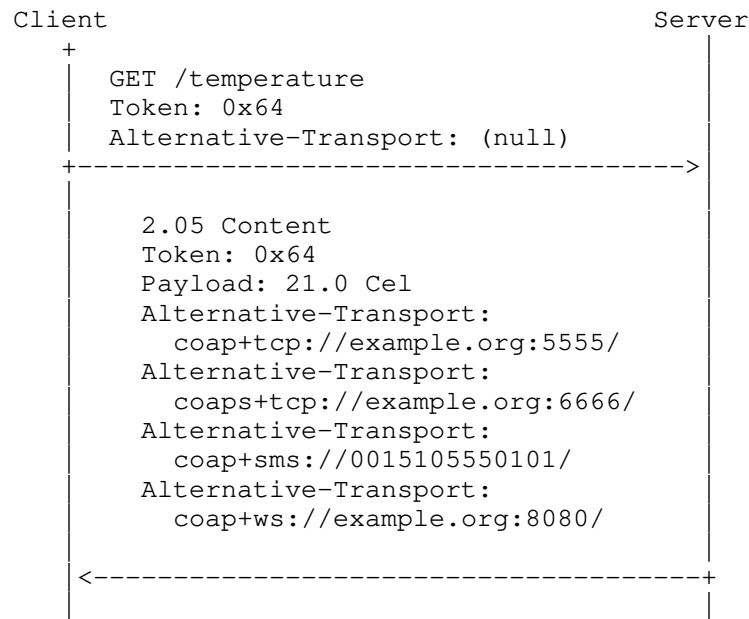 Client Server
GET /temperature
Token: 0x64
Alternative-Transport: (null)
2.05 Content
Token: 0x64
Payload: 21.0 Cel
Alternative-Transport:
coap+tcp://example.org:5555/
Alternative-Transport:
coaps+tcp://example.org:6666/
Alternative-Transport:
coap+sms://0015105550101/
Alternative-Transport:
coap+ws://example.org:8080/